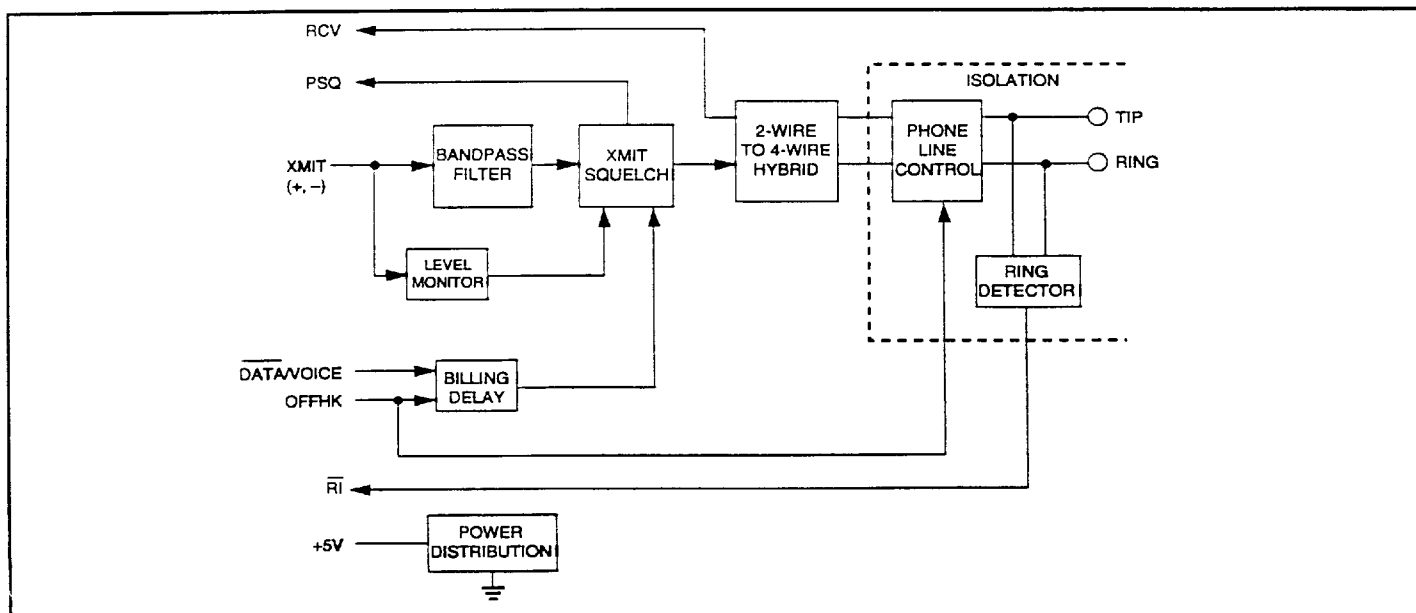 RCV
PSQ
XMIT
(+, –)
BANDPASS
FILTER
XMIT
SQUELCH
2-WIRE
TO 4-WIRE
HYBRID
ISOLATION
PHONE
LINE
CONTROL
TIP
RING
LEVEL
MONITOR
RING
DETECTOR
DATA/VOICE
OFFHK
BILLING
DELAY
RI
+5V
POWER
DISTRIBUTION